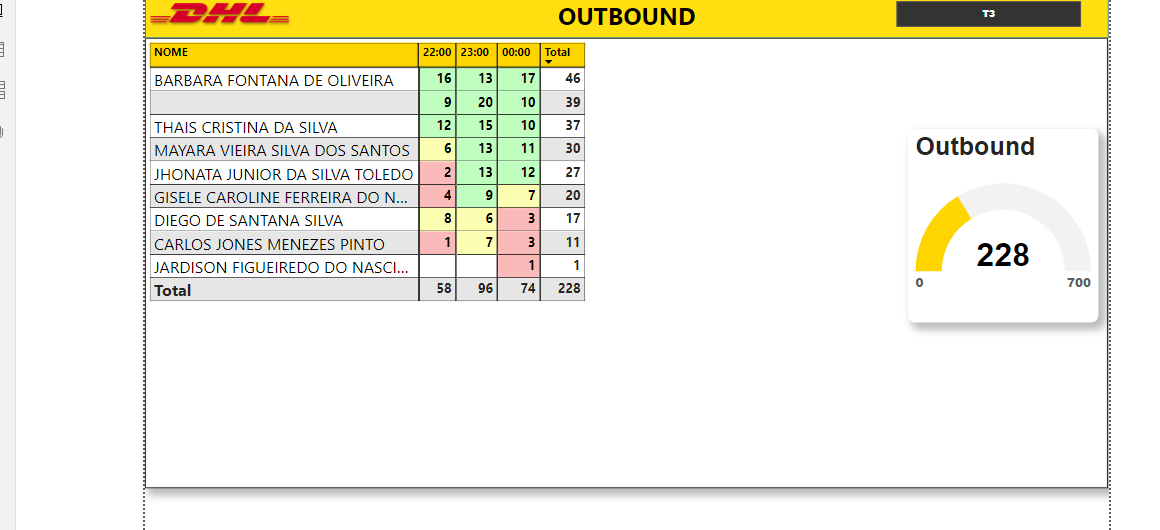 DHL
OUTBOUND
T3
NOME 22:00 23:00 00:00 Total
BARBARA FONTANA DE OLIVEIRA 16 13 17 46
9 20 10 39
THAIS CRISTINA DA SILVA 12 15 10 37
MAYARA VIEIRA SILVA DOS SANTOS 6 13 11 30
JHONATA JUNIOR DA SILVA TOLEDO 2 13 12 27
GISELE CAROLINE FERREIRA DO N... 4 9 7 20
DIEGO DE SANTANA SILVA 8 6 3 17
CARLOS JONES MENEZES PINTO 1 7 3 11
JARDISON FIGUEIREDO DO NASCI... 1 1
Total 58 96 74 228
Outbound
228
0 700